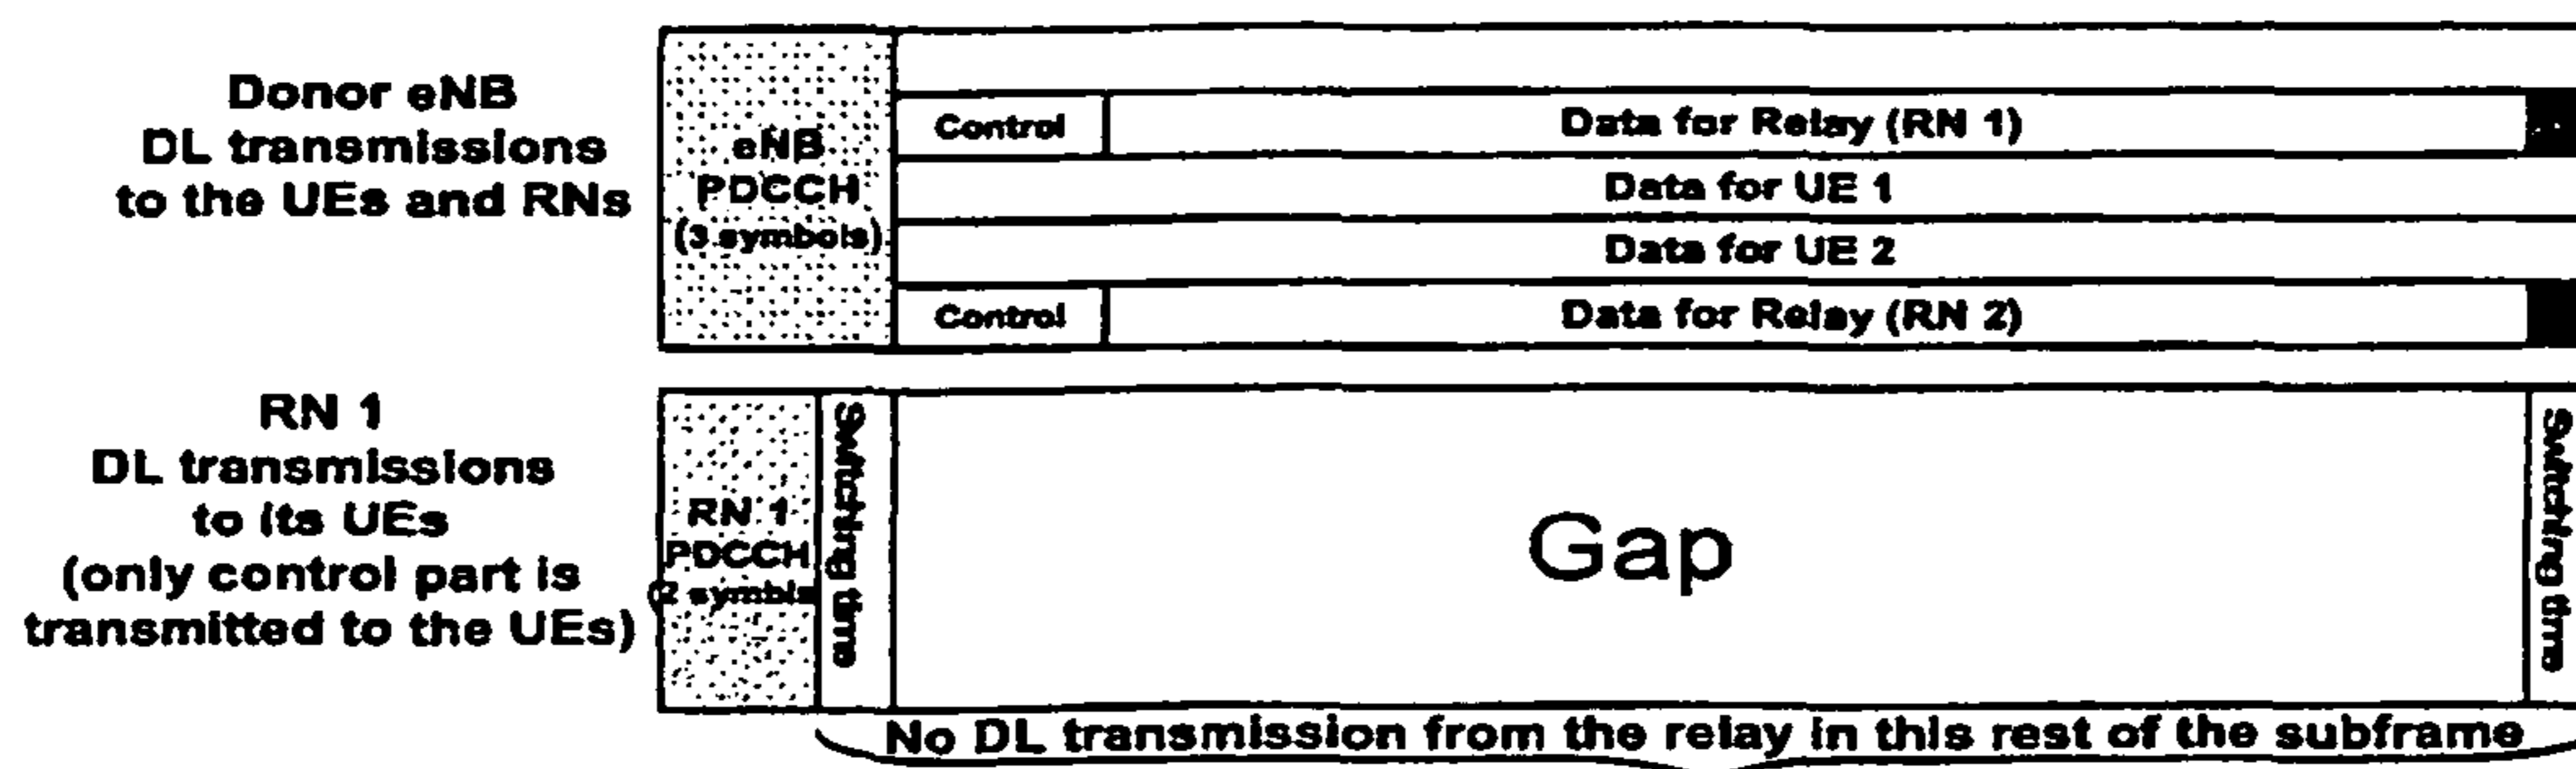 Donor eNB
DL transmissions
to the UEs and RNs
eNB
PDCCH
(3 symbols)
Control
Data for Relay (RN 1)
Data for UE 1
Data for UE 2
Control
Data for Relay (RN 2)
RN 1
DL transmissions
to its UEs
(only control part is
transmitted to the UEs)
RN 1
PDCCH
(2 symbls
Switching time
Gap
Switching time
No DL transmission from the relay in this rest of the subframe